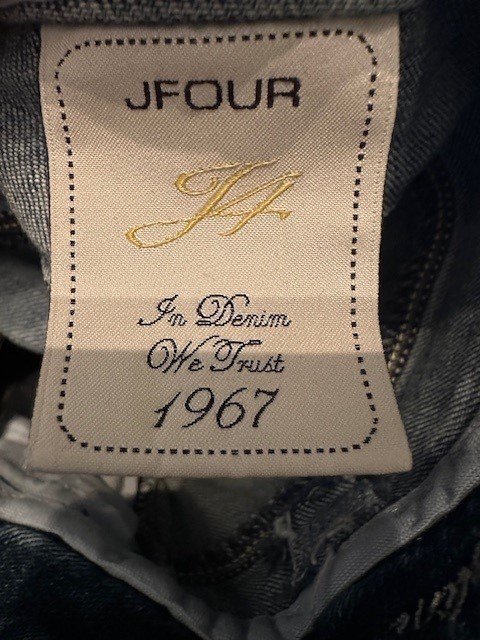 JFOUR
J4
In Denim
We Trust
1967